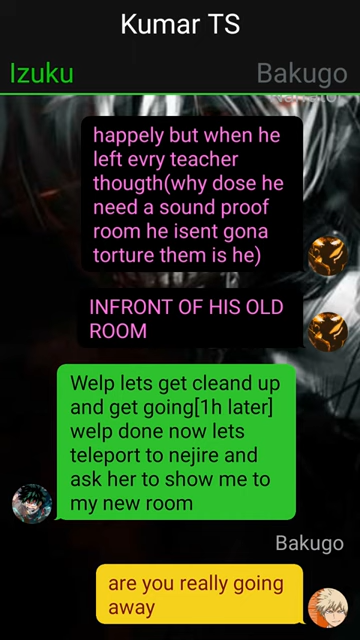 Kumar TS
Izuku
Bakugo
happely but when he
left evry teacher
thougth(why dose he
need a sound proof
room he isent gona
torture them is he)
INFRONT OF HIS OLD
ROOM
Welp lets get cleand up
and get going[1h later]
welp done now lets
teleport to nejire and
ask her to show me to
my new room
Bakugo
are you really going
away